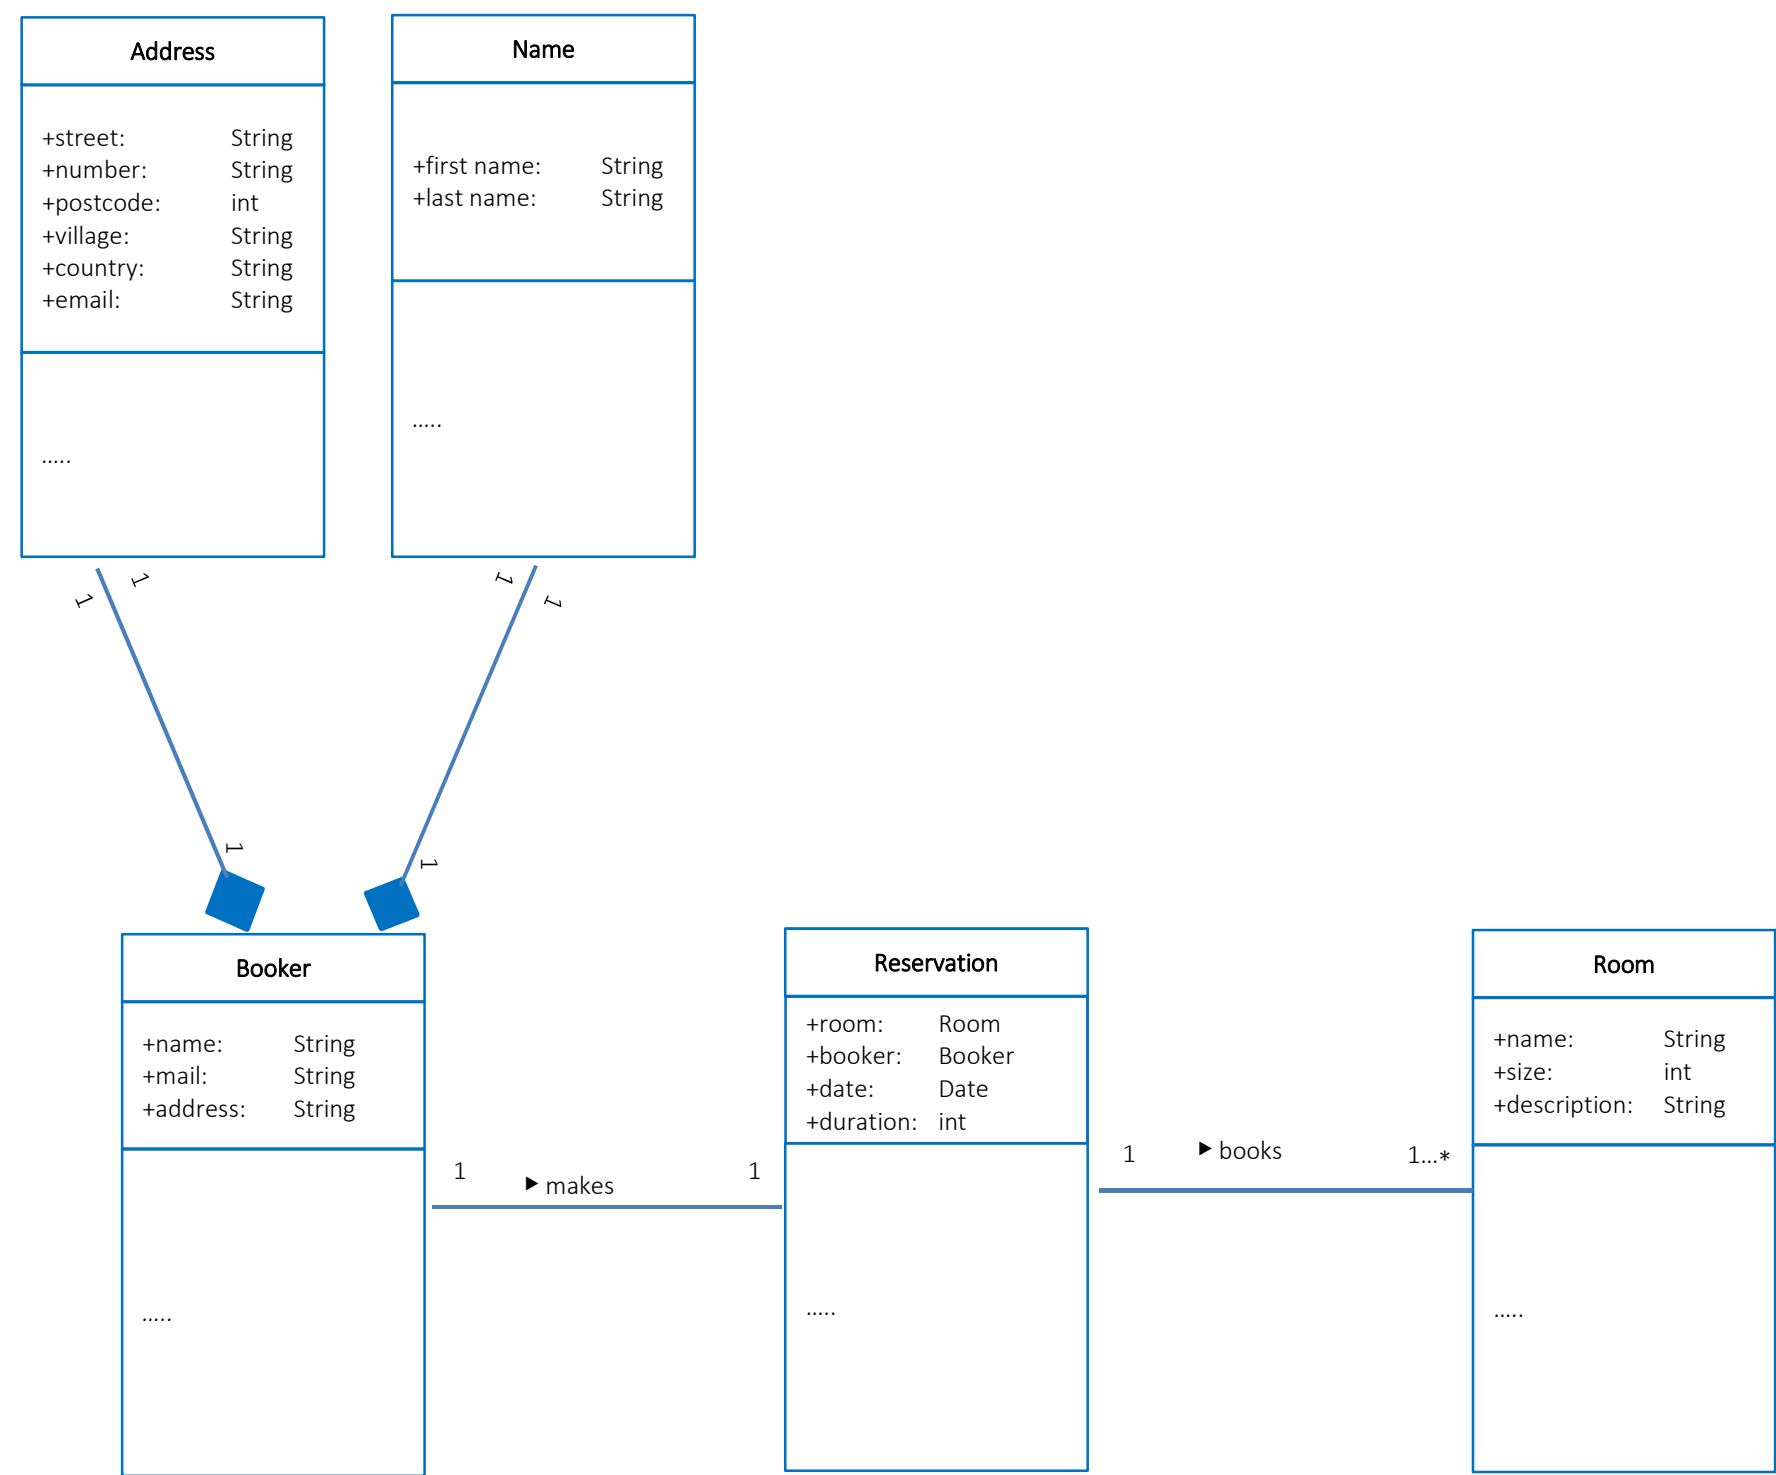 Address
+street: String
+number: String
+postcode: int
+village: String
+country: String
+email: String
.....
Name
+first name: String
+last name: String
.....
1
1
1
1
1
1
Booker
+name: String
+mail: String
+address: String
.....
1
▶ makes
1
Reservation
+room: Room
+booker: Booker
+date: Date
+duration: int
.....
1
▶ books
1...*
Room
+name: String
+size: int
+description: String
.....